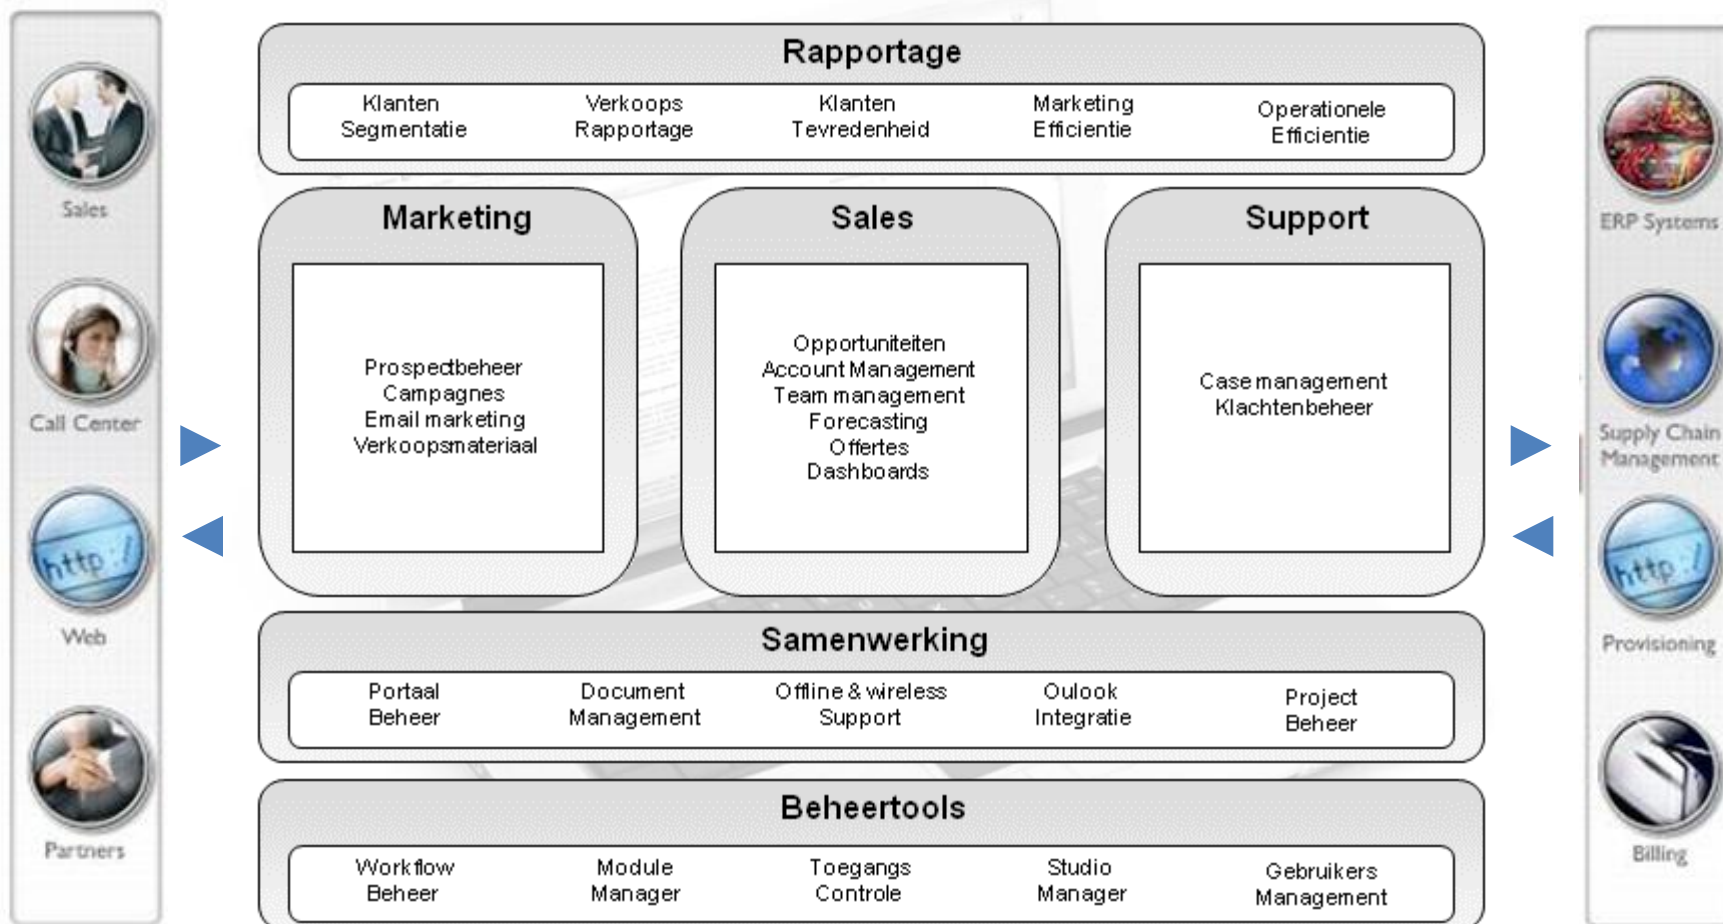 Rapportage
Klanten
Segmentatie
Verkoops
Rapportage
Klanten
Tevredenheid
Marketing
Efficientie
Operationele
Efficientie
Marketing
Prospectbeheer
Campagnes
Email marketing
Verkoopsmateriaal
Sales
Opportuniteiten
Account Management
Team management
Forecasting
Offertes
Dashboards
Support
Case management
Klachtenbeheer
Samenwerking
Portaal
Beheer
Document
Management
Offline & wireless
Support
Oulook
Integratie
Project
Beheer
Beheertools
Workflow
Beheer
Module
Manager
Toegangs
Controle
Studio
Manager
Gebruikers
Management
Sales
Call Center
http:/
Web
Partners
ERP Systems
Supply Chain
Management
http:/
Provisioning
Billing